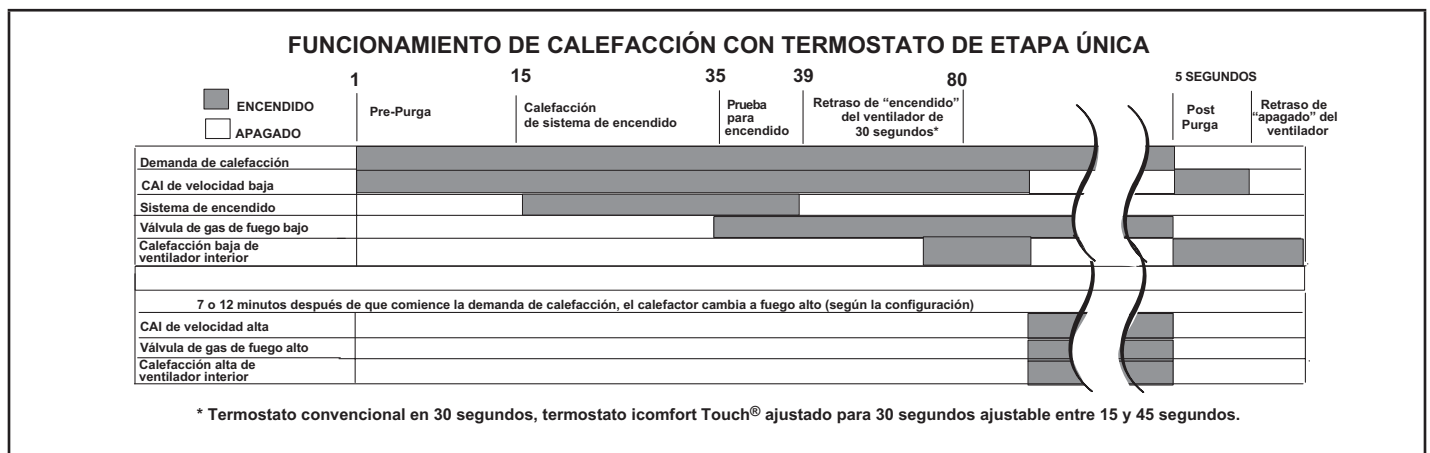 FUNCIONAMIENTO DE CALEFACCIÓN CON TERMOSTATO DE ETAPA ÚNICA
1 15 35 39 80 5 SEGUNDOS
ENCENDIDO
APAGADO
Pre-Purga
Calefacción
de sistema de encendido
Prueba
para
encendido
Retraso de “encendido”
del ventilador de
30 segundos*
Post
Purga
Retraso de
“apagado” del
ventilador
Demanda de calefacción
CAI de velocidad baja
Sistema de encendido
Válvula de gas de fuego bajo
Calefacción baja de
ventilador interior
7 o 12 minutos después de que comience la demanda de calefacción, el calefactor cambia a fuego alto (según la configuración)
CAI de velocidad alta
Válvula de gas de fuego alto
Calefacción alta de
ventilador interior
* Termostato convencional en 30 segundos, termostato icomfort Touch® ajustado para 30 segundos ajustable entre 15 y 45 segundos.